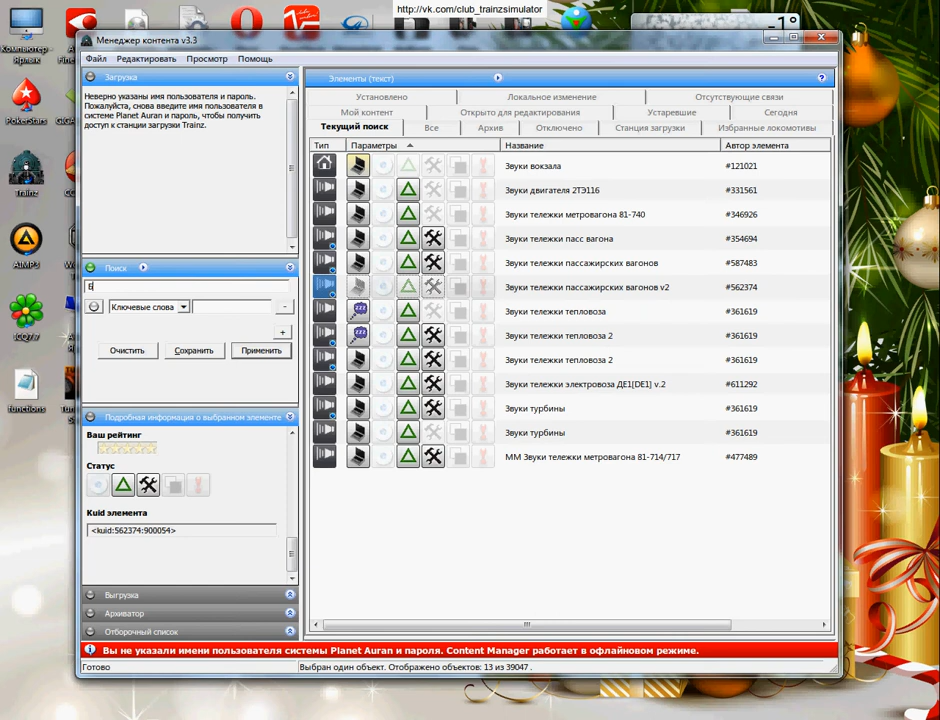 http://vk.com/club_trainzsimulator
-1°
Компьютер -
Ярлык
PokerStars
Trainz
AIMP3
ICQ7.7
functions
Менеджер контента v3.3
Файл Редактировать Просмотр Помощь
Загрузка
Неверно указаны имя пользователя и пароль.
Пожалуйста, снова введите имя пользователя в
системе Planet Auran и пароль, чтобы получить
доступ к станции загрузки Trainz.
Поиск
Б
Ключевые слова
-
+
Очистить Сохранить Применить
Подробная информация о выбранном элементе
Ваш рейтинг
Статус
Kuid элемента
<kuid:562374:900054>
Выгрузка
Архиватор
Отборочный список
Элементы (текст)
?
Установлено Локальное изменение Отсутствующие связи
Мой контент Открыто для редактирования Устаревшие Сегодня
Текущий поиск Все Архив Отключено Станция загрузки Избранные локомотивы
Тип Параметры Название Автор элемента
Звуки вокзала #121021
Звуки двигателя 2ТЭ116 #331561
Звуки тележки метровагона 81-740 #346926
Звуки тележки пасс вагона #354694
Звуки тележки пассажирских вагонов #587483
Звуки тележки пассажирских вагонов v2 #562374
Звуки тележки тепловоза #361619
Звуки тележки тепловоза 2 #361619
Звуки тележки тепловоза 2 #361619
Звуки тележки электровоза ДЕ1[DE1] v.2 #611292
Звуки турбины #361619
Звуки турбины #361619
ММ Звуки тележки метровагона 81-714/717 #477489
Вы не указали имени пользователя системы Planet Auran и пароля. Content Manager работает в офлайновом режиме.
Готово Выбран один объект. Отображено объектов: 13 из 39047 .